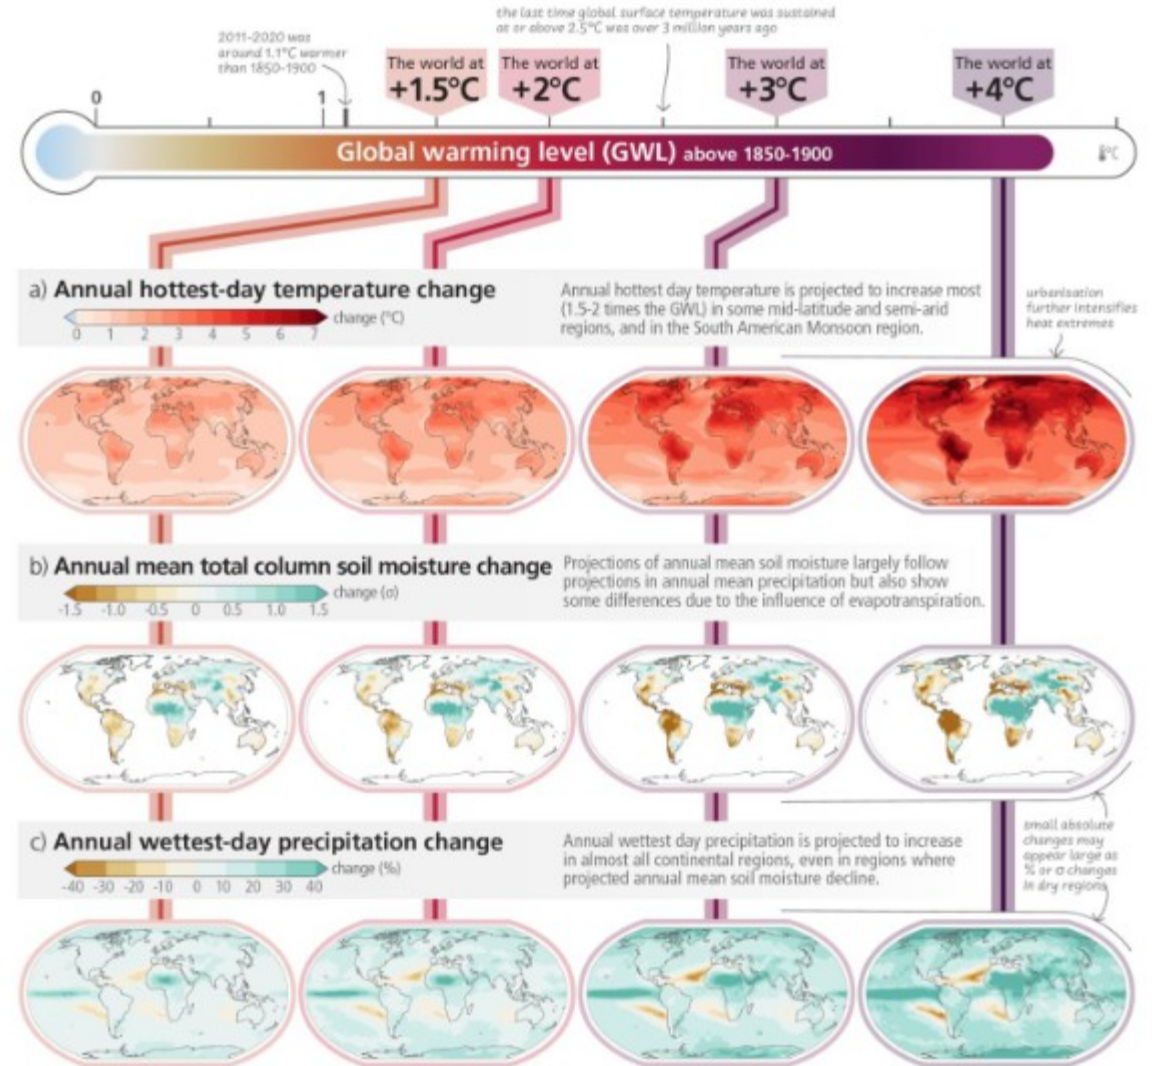 the last time global surface temperature was sustained
at or above 2.5°C was over 3 million years ago
2011-2020 was
around 1.1°C warmer
than 1850-1900
The world at
+1.5°C
The world at
+2°C
The world at
+3°C
The world at
+4°C
0 1
Global warming level (GWL) above 1850-1900
°C
a) Annual hottest-day temperature change
change (°C)
0 1 2 3 4 5 6 7
Annual hottest day temperature is projected to increase most
(1.5-2 times the GWL) in some mid-latitude and semi-arid
regions, and in the South American Monsoon region.
urbanisation
further intensifies
heat extremes
b) Annual mean total column soil moisture change
change (σ)
-1.5 -1.0 -0.5 0 0.5 1.0 1.5
Projections of annual mean soil moisture largely follow
projections in annual mean precipitation but also show
some differences due to the influence of evapotranspiration.
c) Annual wettest-day precipitation change
change (%)
-40 -30 -20 -10 0 10 20 30 40
Annual wettest day precipitation is projected to increase
in almost all continental regions, even in regions where
projected annual mean soil moisture decline.
small absolute
changes may
appear large as
% or σ changes
in dry regions